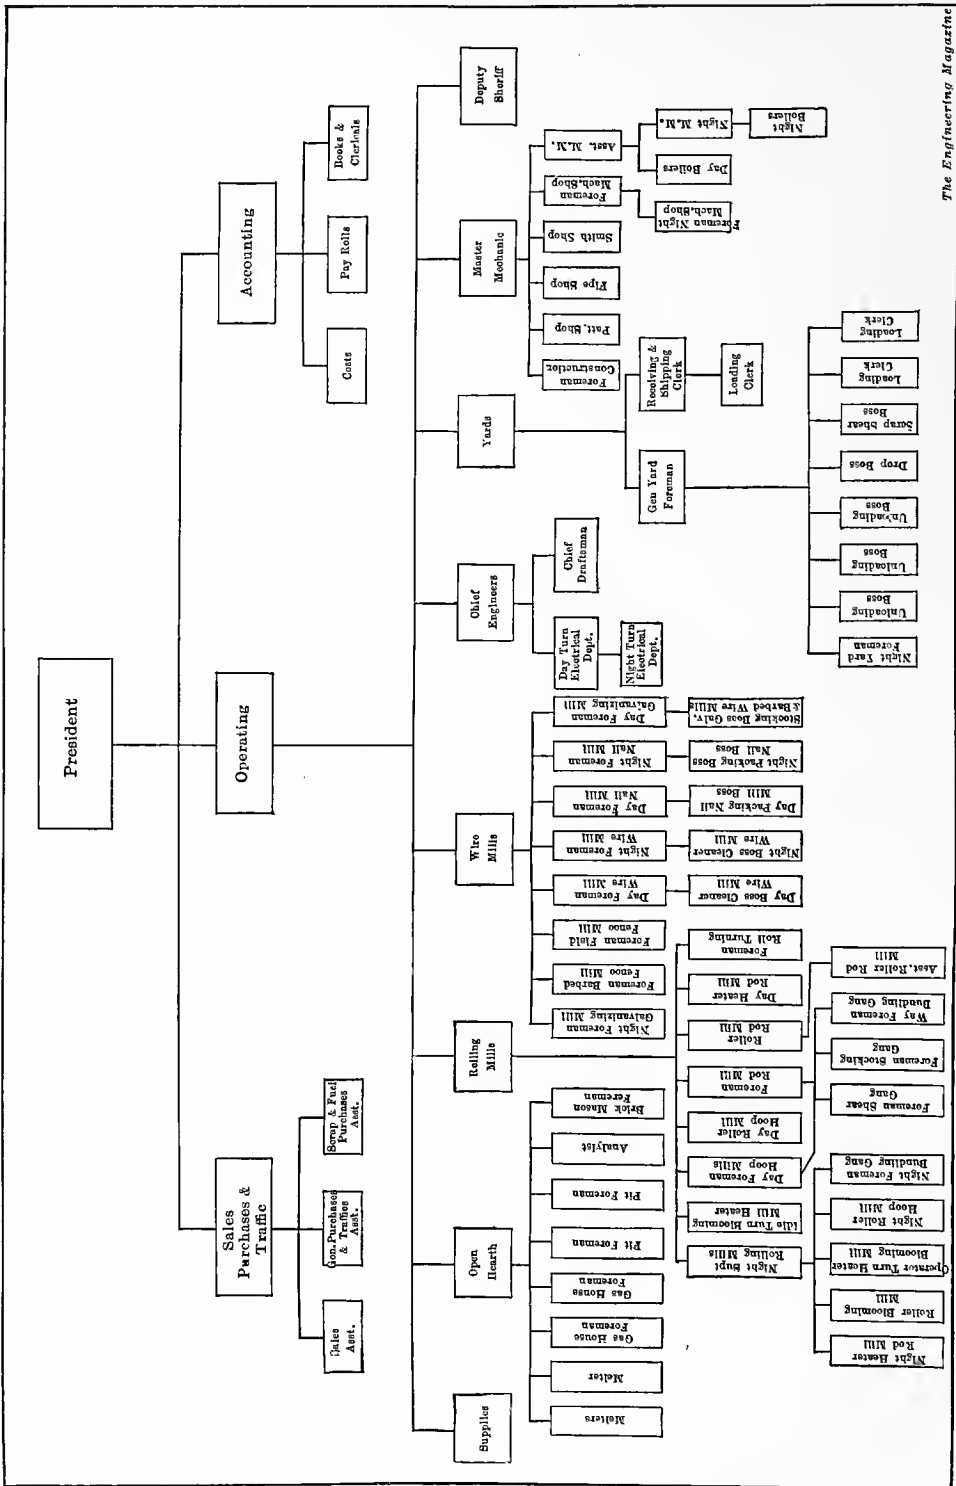 President
Sales
Purchases &
Traffic
Operating
Accounting
Sales
Asst.
Gen. Purchases
& Traffics
Asst.
Scrap & Fuel
Purchases
Asst.
Costs
Pay Rolls
Books &
Clericals
Supplies
Open
Hearth
Rolling
Mills
Wire
Mills
Chief
Engineers
Yards
Master
Mechanic
Deputy
Sheriff
Melters
Melter
Gas House
Foreman
Gas House
Foreman
Pit Foreman
Pit Foreman
Analyist
Brick Mason
Foreman
Night Foreman
Galvanizing Mill
Foreman Barbed
Fence Mill
Foreman Field
Fence Mill
Day Foreman
Wire Mill
Night Foreman
Wire Mill
Day Foreman
Nail Mill
Night Foreman
Nail Mill
Day Foreman
Galvanizing Mill
Day Boss Cleaner
Wire Mill
Night Boss Cleaner
Wire Mill
Day Packing Nail
Mill Boss
Night Packing Boss
Nail Boss
Stocking Boss Galv.
& Barbed Wire Mills
Day Turn
Electrical
Dept.
Chief
Draftsman
Night Turn
Electrical
Dept.
Foreman
Construction
Patt. Shop
Pipe Shop
Smith Shop
Foreman
Mach. Shop
Asst. M.M.
Foreman Night
Mach. Shop
Day Boilers
Night M.M.
Night
Boilers
Gen Yard
Foreman
Receiving &
Shipping
Clerk
Loading
Clerk
Night Yard
Foreman
Unloading
Boss
Unloading
Boss
Unloading
Boss
Drop Boss
Scrap Shear
Boss
Loading
Clerk
Loading
Clerk
Night Supt
Rolling Mills
Idle Turn Blooming
Mill Heater
Day Foreman
Hoop Mills
Day Roller
Hoop Mill
Foreman
Rod Mill
Roller
Rod Mill
Day Heater
Rod Mill
Foreman
Roll Turning
Night Heater
Rod Mill
Roller Blooming
Mill
Operator Turn Heater
Blooming Mill
Night Roller
Hoop Mill
Night Foreman
Bundling Gang
Foreman Shear
Gang
Foreman Stocking
Gang
Way Foreman
Bundling Gang
Asst. Roller Rod
Mill
The Engineering Magazine